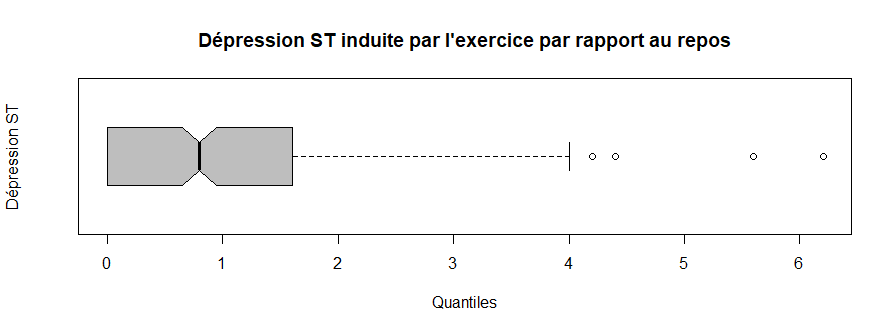 Dépression ST induite par l'exercice par rapport au repos
Dépression ST
0 1 2 3 4 5 6
Quantiles